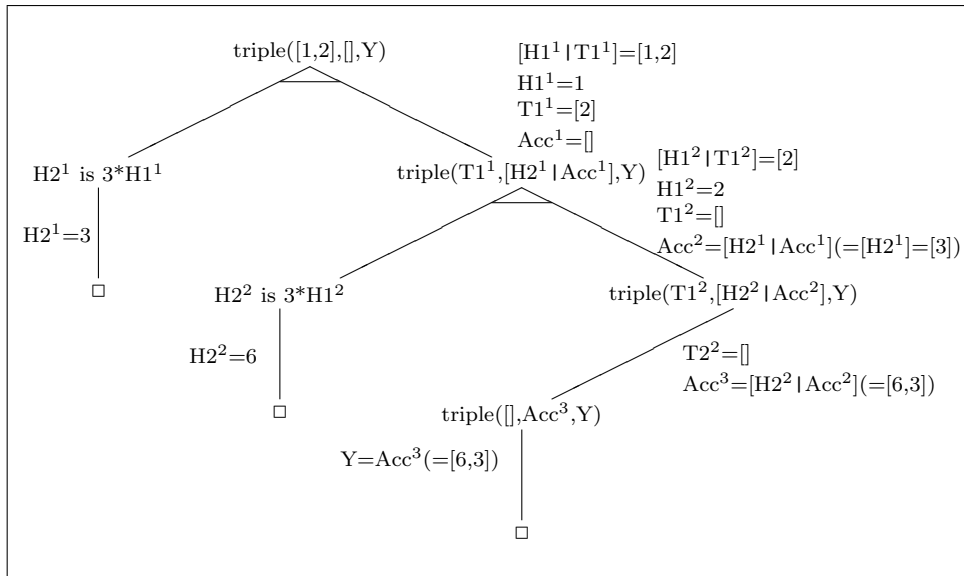 triple([1,2],[],Y)
[H1¹|T1¹]=[1,2]
H1¹=1
T1¹=[2]
Acc¹=[]
H2¹ is 3*H1¹
triple(T1¹,[H2¹|Acc¹],Y)
[H1²|T1²]=[2]
H1²=2
T1²=[]
Acc²=[H2¹|Acc¹](=[H2¹]=[3])
H2¹=3
H2² is 3*H1²
triple(T1²,[H2²|Acc²],Y)
H2²=6
T2²=[]
Acc³=[H2²|Acc²](=[6,3])
triple([],Acc³,Y)
Y=Acc³(=[6,3])